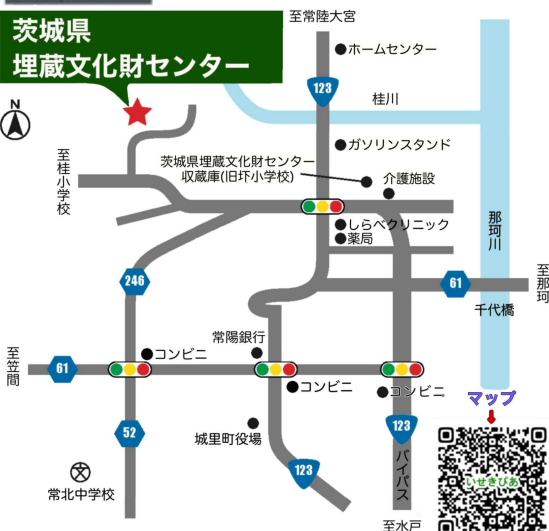 茨城県
埋蔵文化財センター
至常陸大宮
ホームセンター
123
桂川
N
ガソリンスタンド
至桂小学校
茨城県埋蔵文化財センター
収蔵庫(旧圷小学校)
介護施設
しらべクリニック
薬局
那珂川
246
61
至那珂
千代橋
常陽銀行
至笠間
61
コンビニ
コンビニ
コンビニ
マップ
52
城里町役場
123
123
バイパス
いせきぴあ
常北中学校
至水戸